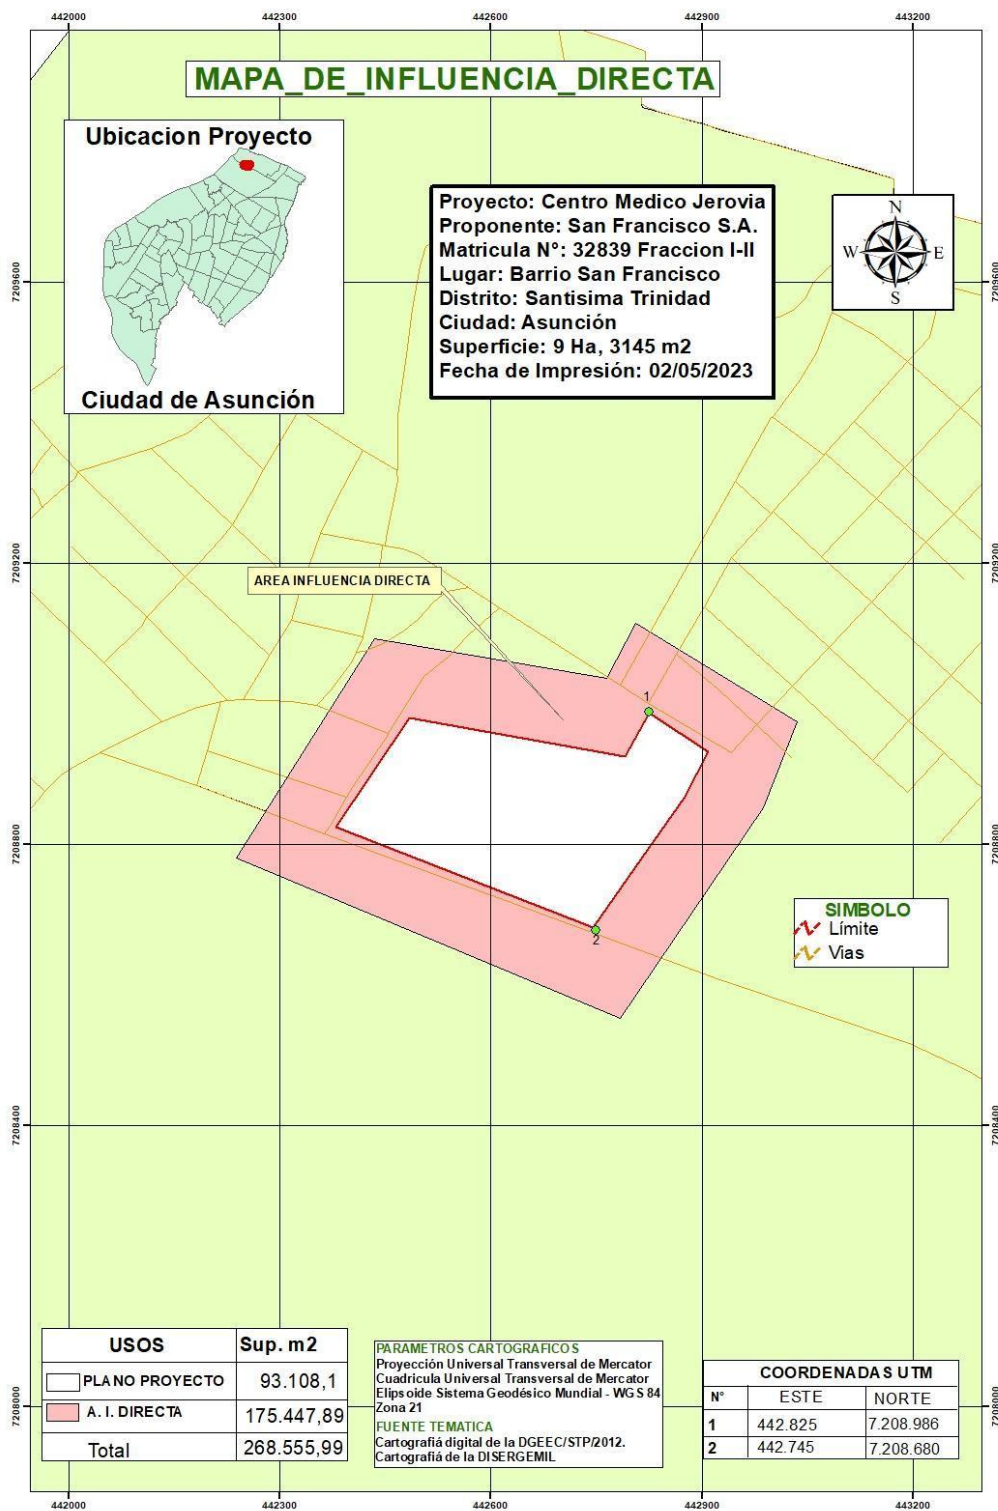 442000 442300 442600 442900 443200
MAPA_DE_INFLUENCIA_DIRECTA
Ubicacion Proyecto
Ciudad de Asunción
Proyecto: Centro Medico Jerovia
Proponente: San Francisco S.A.
Matricula N°: 32839 Fraccion I-II
Lugar: Barrio San Francisco
Distrito: Santisima Trinidad
Ciudad: Asunción
Superficie: 9 Ha, 3145 m2
Fecha de Impresión: 02/05/2023
N
W E
S
7209600 7209600
7209200 7209200
AREA INFLUENCIA DIRECTA
1
7208800 7208800
2
SIMBOLO
Límite
Vias
7208400 7208400
USOS Sup. m2
PLANO PROYECTO 93.108,1
A. I. DIRECTA 175.447,89
Total 268.555,99
PARAMETROS CARTOGRAFICOS
Proyección Universal Transversal de Mercator
Cuadricula Universal Transversal de Mercator
Elipsoide Sistema Geodésico Mundial - WGS 84
Zona 21
FUENTE TEMATICA
Cartografiá digital de la DGEEC/STP/2012.
Cartografiá de la DISERGEMIL
COORDENADAS UTM
N° ESTE NORTE
1 442.825 7.208.986
2 442.745 7.208.680
7208000 7208000
442000 442300 442600 442900 443200